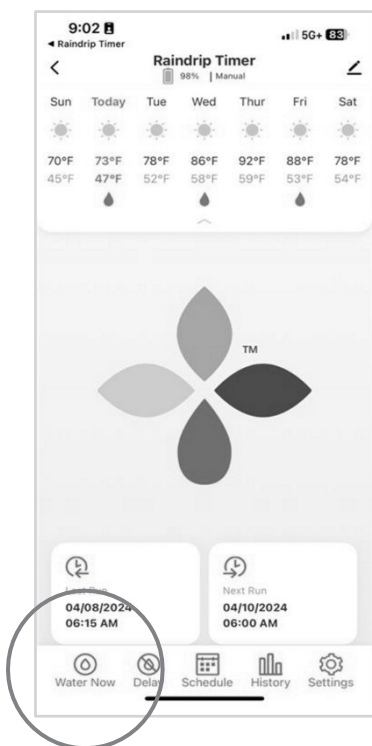 9:02 5G+ 83
◀ Raindrip Timer
Raindrip Timer
98% | Manual
Sun Today Tue Wed Thur Fri Sat
70°F 73°F 78°F 86°F 92°F 88°F 78°F
45°F 47°F 52°F 58°F 59°F 53°F 54°F
TM
Last Run
04/08/2024
06:15 AM
Next Run
04/10/2024
06:00 AM
Water Now Delay Schedule History Settings